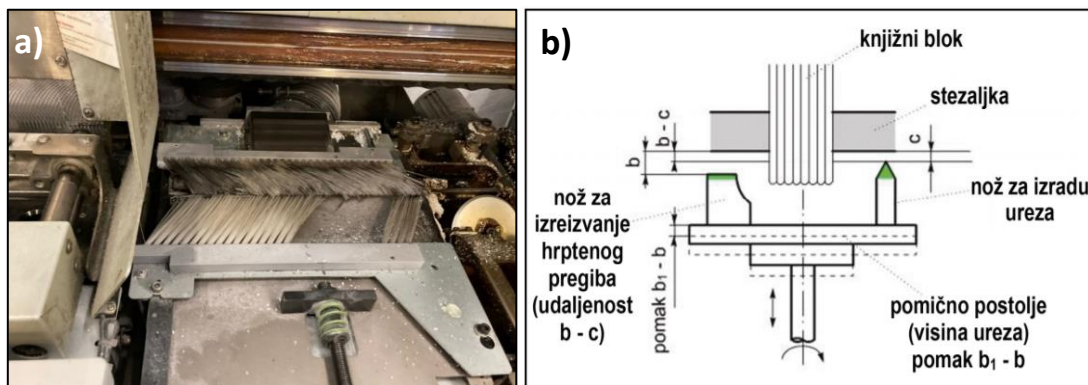 a)
b)
knjižni blok
stezaljka
b - c
b
c
nož za
izreizvanje
hrptenog
pregiba
(udaljenost
b - c)
nož za izradu
ureza
pomak b₁ - b
pomično postolje
(visina ureza)
pomak b₁ - b